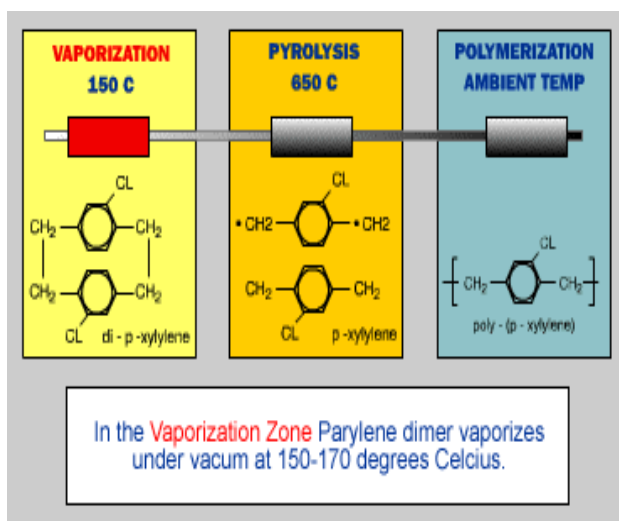 VAPORIZATION
150 C
PYROLYSIS
650 C
POLYMERIZATION
AMBIENT TEMP
CL
CH2 CH2
CH2 CH2
CL di - p -xylylene
CL
•CH2 •CH2
CH2 CH2
CL p -xylylene
CL
CH2 CH2
poly - (p - xylylene)
In the Vaporization Zone Parylene dimer vaporizes
under vacum at 150-170 degrees Celcius.